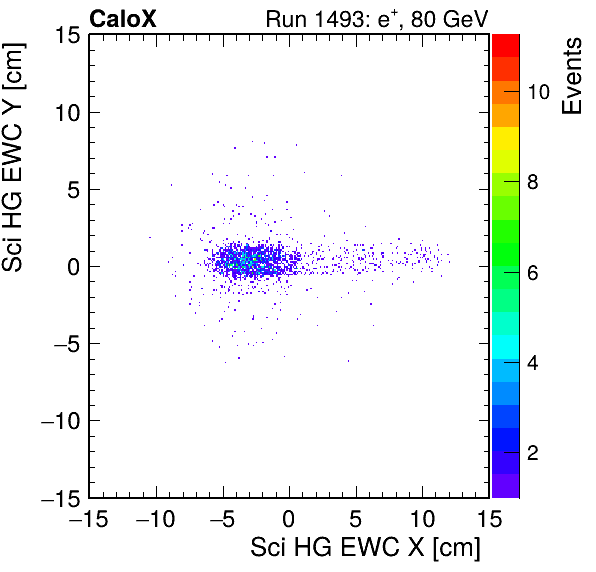 CaloX Run 1493: e+, 80 GeV
Sci HG EWC Y [cm]
15
10
5
0
−5
−10
−15
−15 −10 −5 0 5 10 15
Sci HG EWC X [cm]
Events
10
8
6
4
2